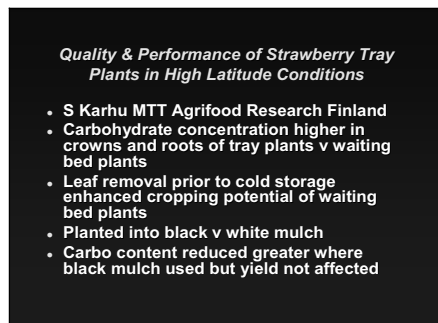 Quality & Performance of Strawberry Tray
Plants in High Latitude Conditions
• S Karhu MTT Agrifood Research Finland
• Carbohydrate concentration higher in
crowns and roots of tray plants v waiting
bed plants
• Leaf removal prior to cold storage
enhanced cropping potential of waiting
bed plants
• Planted into black v white mulch
• Carbo content reduced greater where
black mulch used but yield not affected